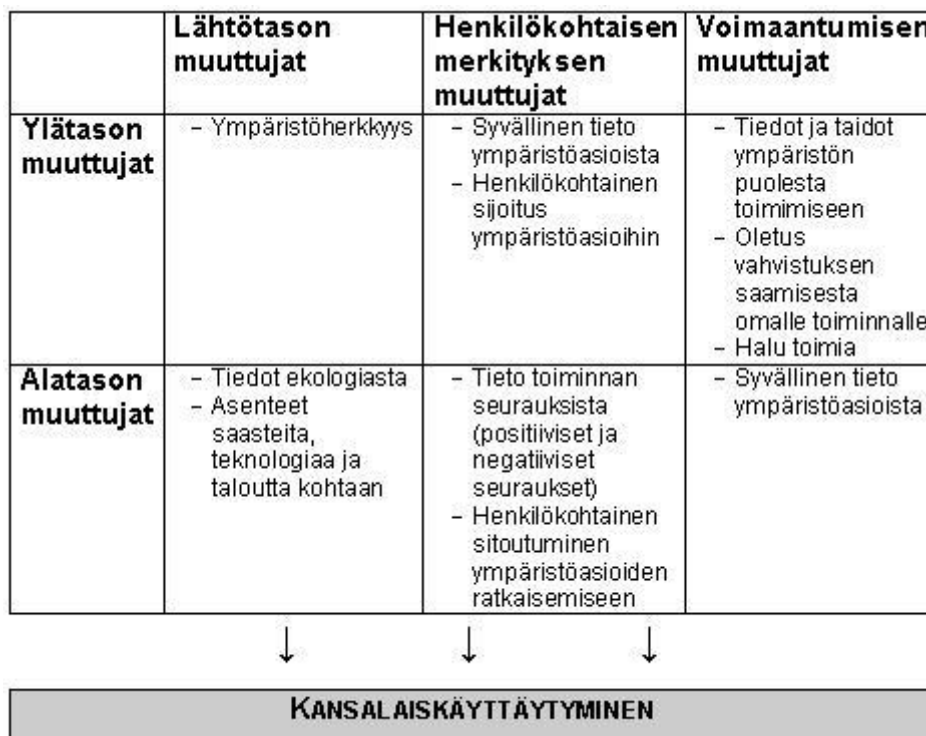 Lähtötason
muuttujat
Henkilökohtaisen
merkityksen
muuttujat
Voimaantumisen
muuttujat
Ylätason
muuttujat
– Ympäristöherkkyys
– Syvällinen tieto
ympäristöasioista
– Henkilökohtainen
sijoitus
ympäristöasioihin
– Tiedot ja taidot
ympäristön
puolesta
toimimiseen
– Oletus
vahvistuksen
saamisesta
omalle toiminnalle
– Halu toimia
Alatason
muuttujat
– Tiedot ekologiasta
– Asenteet
saasteita,
teknologiaa ja
taloutta kohtaan
– Tieto toiminnan
seurauksista
(positiiviset ja
negatiiviset
seuraukset)
– Henkilökohtainen
sitoutuminen
ympäristöasioiden
ratkaisemiseen
– Syvällinen tieto
ympäristöasioista
↓ ↓ ↓
KANSALAISKÄYTTÄYTYMINEN